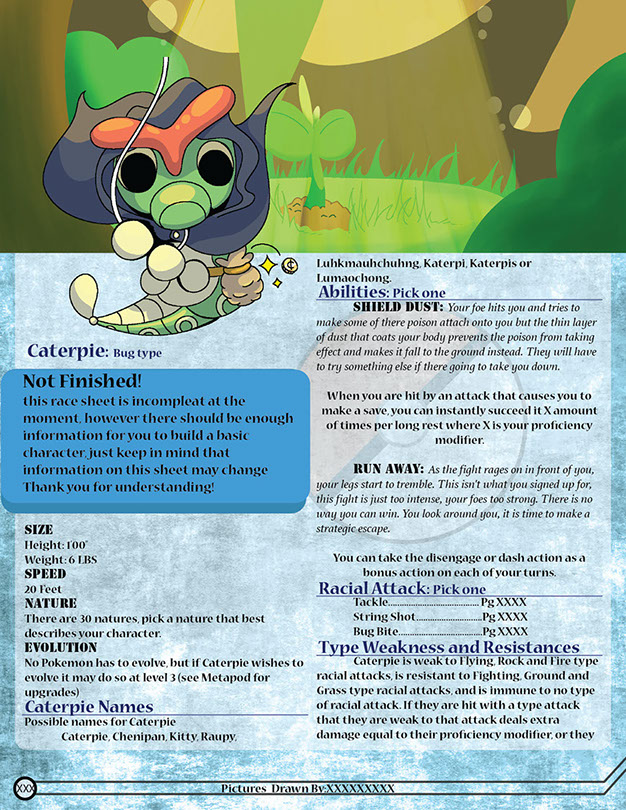 Caterpie: Bug type
Not Finished!
this race sheet is incompleat at the
moment, however there should be enough
information for you to build a basic
character, just keep in mind that
information on this sheet may change
Thank you for understanding!
SIZE
Height: 1'00"
Weight: 6 LBS
SPEED
20 Feet
NATURE
There are 30 natures, pick a nature that best
describes your character.
EVOLUTION
No Pokemon has to evolve, but if Caterpie wishes to
evolve it may do so at level 3 (see Metapod for
upgrades)
Caterpie Names
Possible names for Caterpie
Caterpie, Chenipan, Kitty, Raupy,
Luhkmauhchuhng, Katerpi, Katerpis or
Lumaochong.
Abilities: Pick one
SHIELD DUST: Your foe hits you and tries to
make some of there poison attach onto you but the thin layer
of dust that coats your body prevents the poison from taking
effect and makes it fall to the ground instead. They will have
to try something else if there going to take you down.
When you are hit by an attack that causes you to
make a save, you can instantly succeed it X amount
of times per long rest where X is your proficiency
modifier.
RUN AWAY: As the fight rages on in front of you,
your legs start to tremble. This isn't what you signed up for,
this fight is just too intense, your foes too strong. There is no
way you can win. You look around you, it is time to make a
strategic escape.
You can take the disengage or dash action as a
bonus action on each of your turns.
Racial Attack: Pick one
Tackle....................................... Pg XXXX
String Shot............................ Pg XXXX
Bug Bite................................... Pg XXXX
Type Weakness and Resistances
Caterpie is weak to Flying, Rock and Fire type
racial attacks, is resistant to Fighting, Ground and
Grass type racial attacks, and is immune to no type
of racial attack. If they are hit with a type attack
that they are weak to that attack deals extra
damage equal to their proficiency modifier, or they
XXX
Pictures Drawn By:XXXXXXXXX